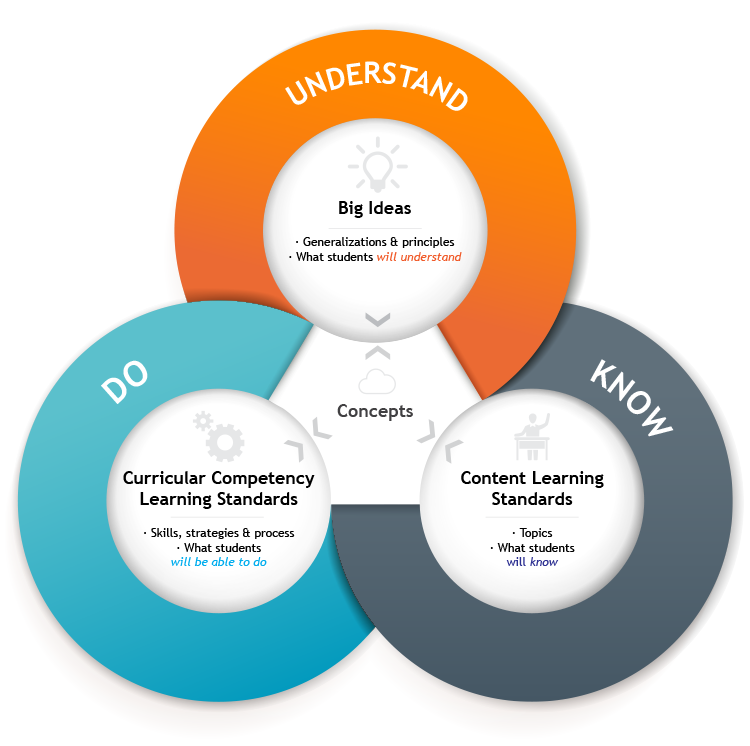 UNDERSTAND
Big Ideas
· Generalizations & principles
· What students will understand
DO
KNOW
Concepts
Curricular Competency
Learning Standards
· Skills, strategies & process
· What students
will be able to do
Content Learning
Standards
· Topics
· What students
will know